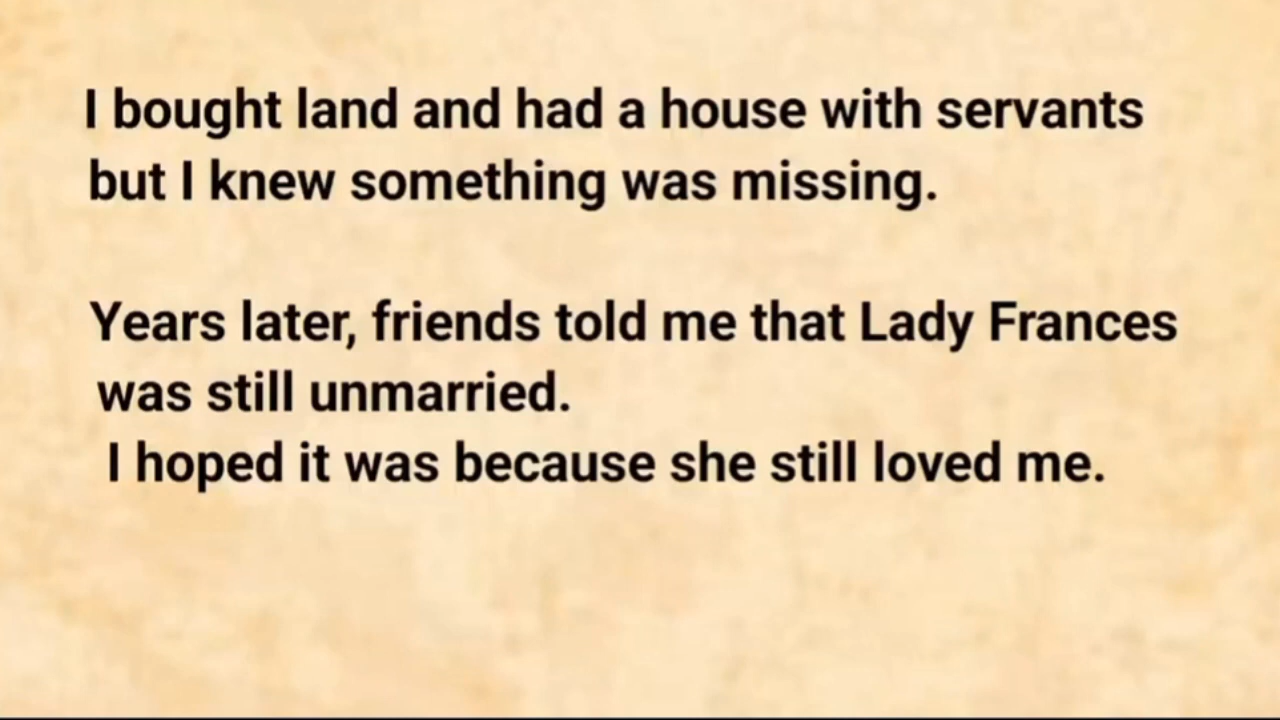 I bought land and had a house with servants
but I knew something was missing.
Years later, friends told me that Lady Frances
was still unmarried.
I hoped it was because she still loved me.